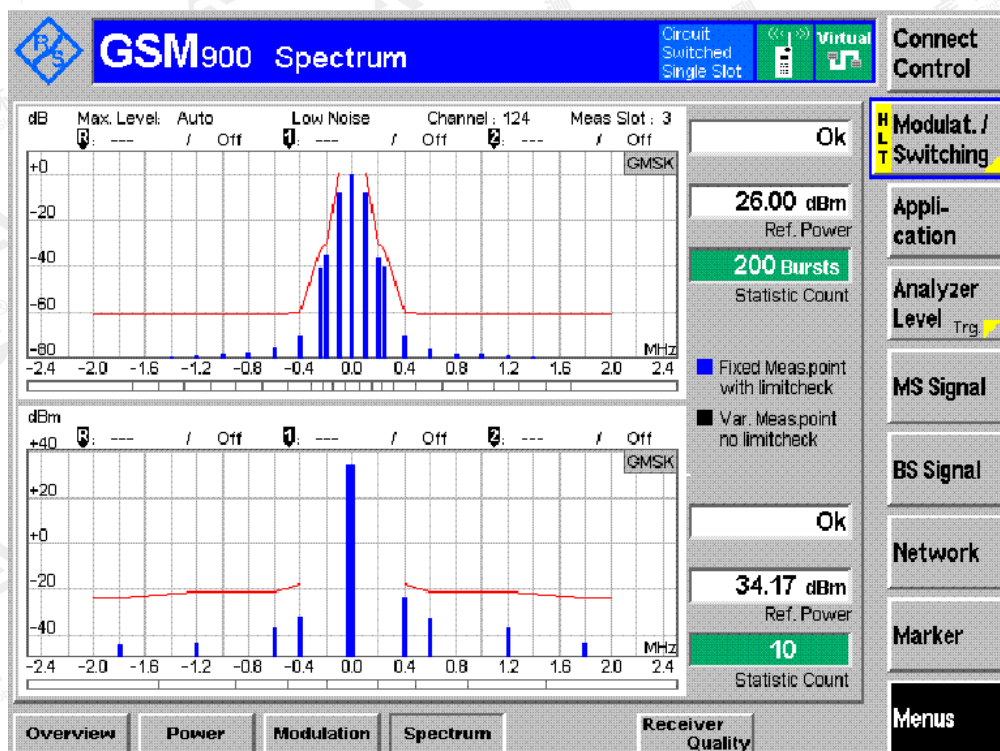 R/S
GSM900 Spectrum
Circuit
Switched
Single Slot
Virtual
Connect
Control
dB Max. Level: Auto Low Noise Channel : 124 Meas Slot : 3
R: --- / Off 1: --- / Off 2: --- / Off
GMSK
+0
-20
-40
-60
-80
MHz
-2.4 -2.0 -1.6 -1.2 -0.8 -0.4 0.0 0.4 0.8 1.2 1.6 2.0 2.4
Ok
26.00 dBm
Ref. Power
200 Bursts
Statistic Count
Fixed Meas.point
with limitcheck
Var. Meas.point
no limitcheck
dBm
R: --- / Off 1: --- / Off 2: --- / Off
GMSK
+40
+20
+0
-20
-40
MHz
-2.4 -2.0 -1.6 -1.2 -0.8 -0.4 0.0 0.4 0.8 1.2 1.6 2.0 2.4
Ok
34.17 dBm
Ref. Power
10
Statistic Count
HLT
Modulat. /
Switching
Appli-
cation
Analyzer
Level Trg.
MS Signal
BS Signal
Network
Marker
Menus
Overview Power Modulation Spectrum Receiver
Quality